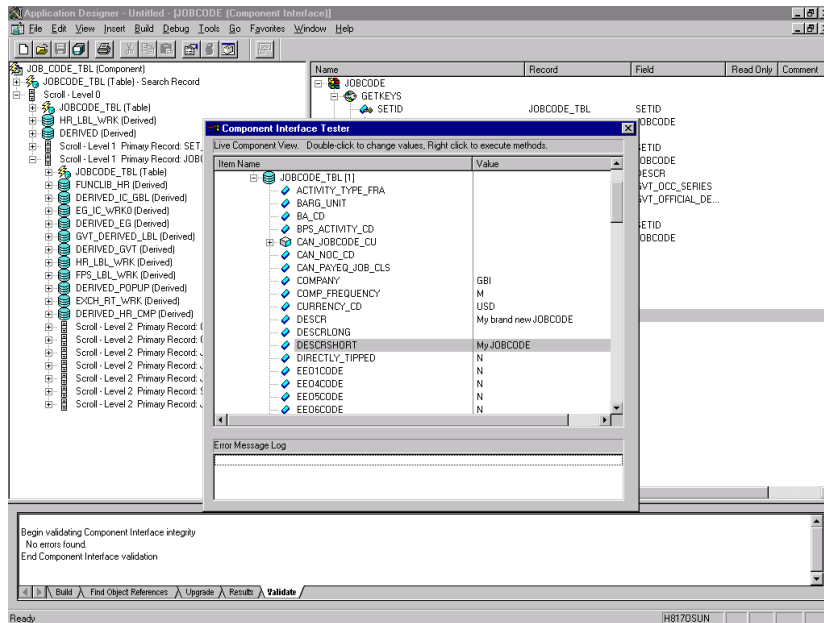 Application Designer - Untitled - [JOBCODE (Component Interface)]
File Edit View Insert Build Debug Tools Go Favorites Window Help
JOB_CODE_TBL (Component)
JOBCODE_TBL (Table) - Search Record
Scroll - Level 0
JOBCODE_TBL (Table)
HR_LBL_WRK (Derived)
DERIVED (Derived)
Scroll - Level 1 Primary Record: SET_
Scroll - Level 1 Primary Record: JOB
JOBCODE_TBL (Table)
FUNCLIB_HR (Derived)
DERIVED_IC_GBL (Derived)
EG_IC_WRK0 (Derived)
DERIVED_EG (Derived)
GVT_DERIVED_LBL (Derived)
DERIVED_GVT (Derived)
HR_LBL_WRK (Derived)
FPS_LBL_WRK (Derived)
DERIVED_POPUP (Derived)
EXCH_RT_WRK (Derived)
DERIVED_HR_CMP (Derived)
Scroll - Level 2 Primary Record:
Scroll - Level 2 Primary Record:
Scroll - Level 2 Primary Record:
Scroll - Level 2 Primary Record:
Scroll - Level 2 Primary Record:
Scroll - Level 2 Primary Record:
Scroll - Level 2 Primary Record:
Name Record Field Read Only Comment
JOBCODE
GETKEYS
SETID JOBCODE_TBL SETID
JOBCODE
SETID
JOBCODE
DESCR
GVT_OCC_SERIES
GVT_OFFICIAL_DE...
SETID
JOBCODE
Component Interface Tester
Live Component View. Double-click to change values, Right click to execute methods.
Item Name Value
JOBCODE_TBL [1]
ACTIVITY_TYPE_FRA
BARG_UNIT
BA_CD
BPS_ACTIVITY_CD
CAN_JOBCODE_CU
CAN_NOC_CD
CAN_PAYEQ_JOB_CLS
COMPANY GBI
COMP_FREQUENCY M
CURRENCY_CD USD
DESCR My brand new JOBCODE
DESCRLONG
DESCRSHORT My JOBCODE
DIRECTLY_TIPPED N
EEO1CODE N
EEO4CODE N
EEO5CODE N
EEO6CODE N
Error Message Log
Begin validating Component Interface integrity
No errors found.
End Component Interface validation
Build Find Object References Upgrade Results Validate
Ready H8170SUN